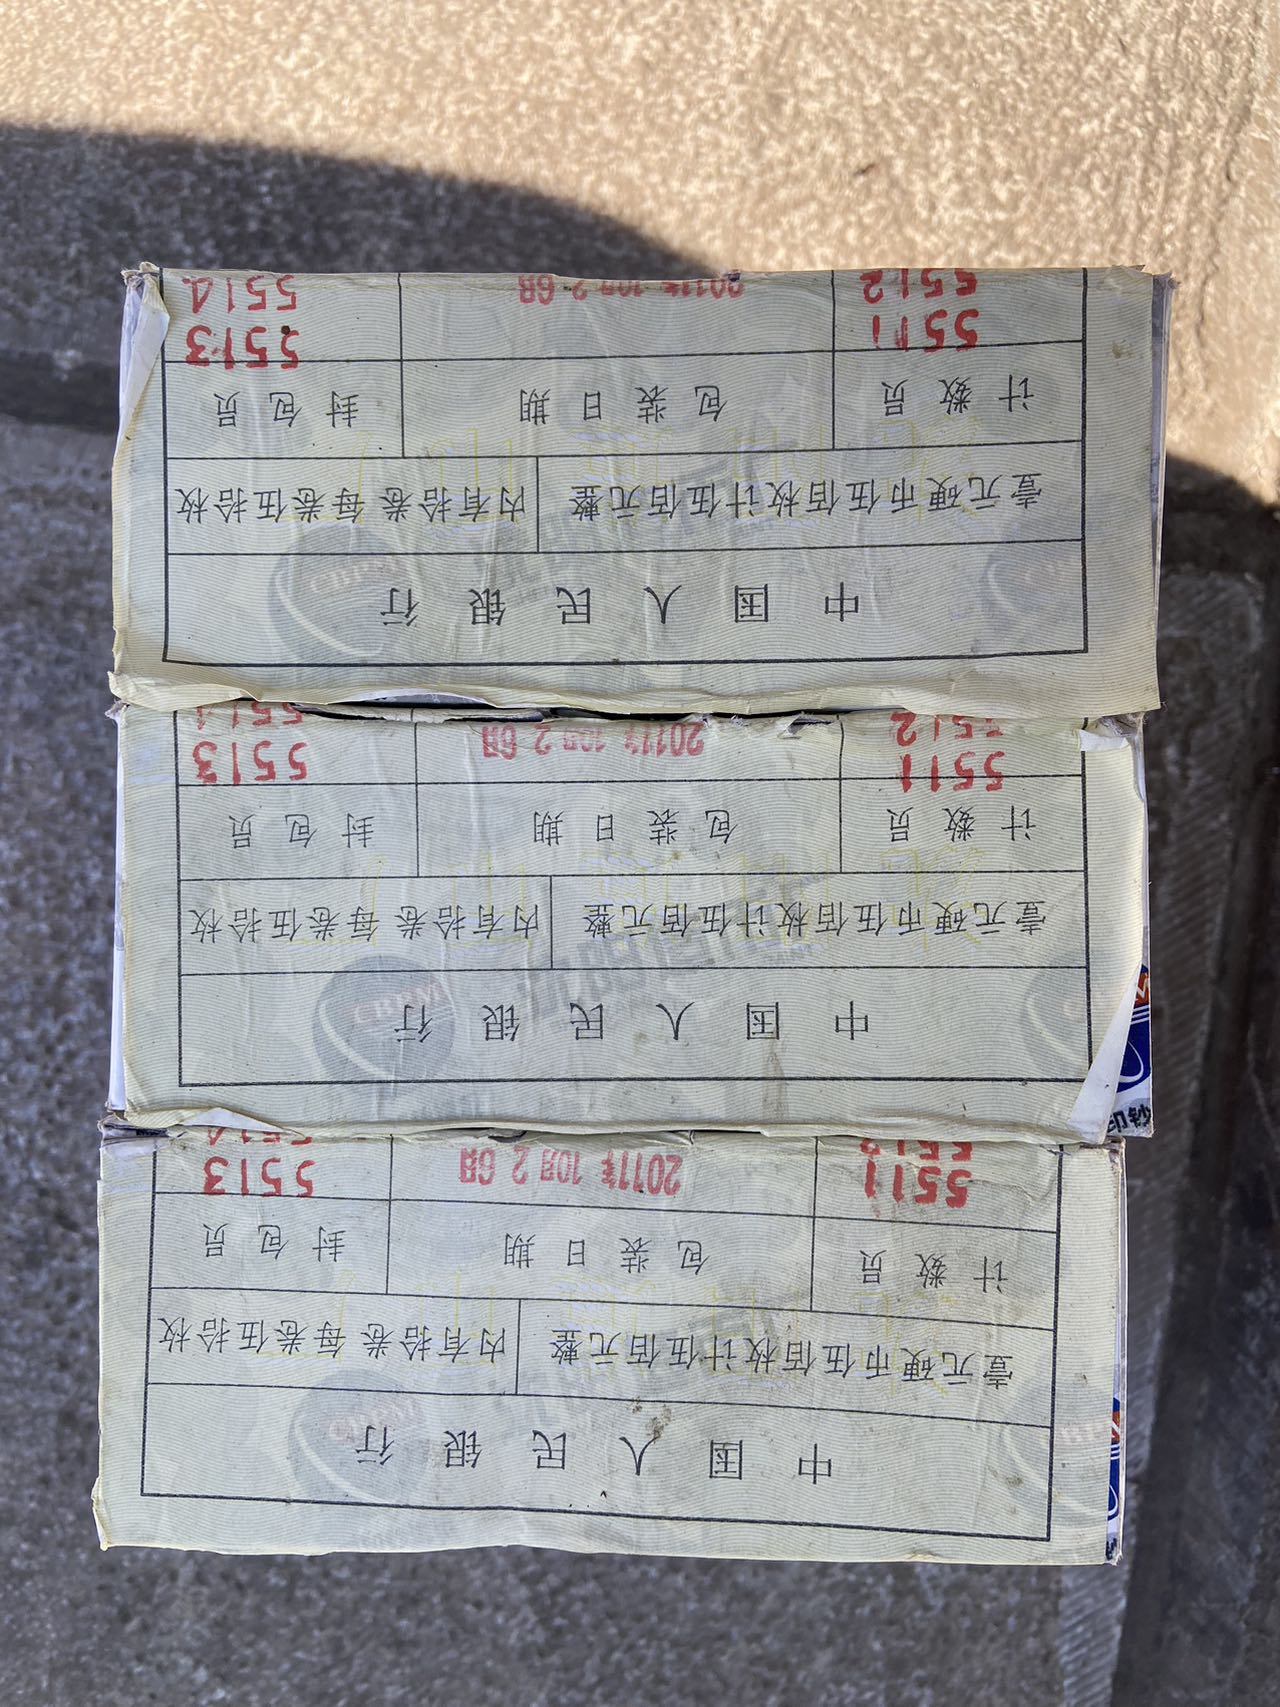 中国人民银行
壹元硬币伍佰枚计伍佰元整 内有拾卷 每卷伍拾枚
计数员 包装日期 封包员
5511 2011年10月26日 5513
5512 5514
中国人民银行
壹元硬币伍佰枚计伍佰元整 内有拾卷 每卷伍拾枚
计数员 包装日期 封包员
5511 2011年10月26日 5513
5512 5514
中国人民银行
壹元硬币伍佰枚计伍佰元整 内有拾卷 每卷伍拾枚
计数员 包装日期 封包员
5511 2011年10月26日 5513
5512 5514